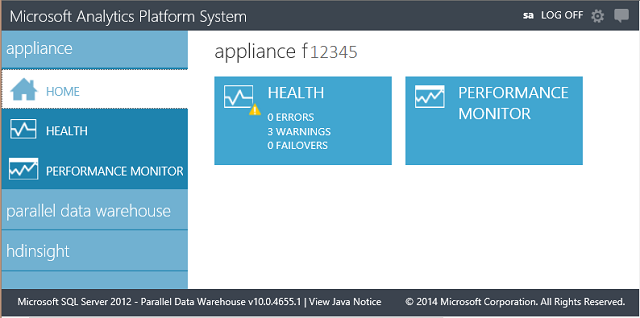 Microsoft Analytics Platform System
sa LOG OFF
appliance
HOME
HEALTH
PERFORMANCE MONITOR
parallel data warehouse
hdinsight
appliance f12345
HEALTH
0 ERRORS
3 WARNINGS
0 FAILOVERS
PERFORMANCE
MONITOR
Microsoft SQL Server 2012 - Parallel Data Warehouse v10.0.4655.1 | View Java Notice
© 2014 Microsoft Corporation. All Rights Reserved.